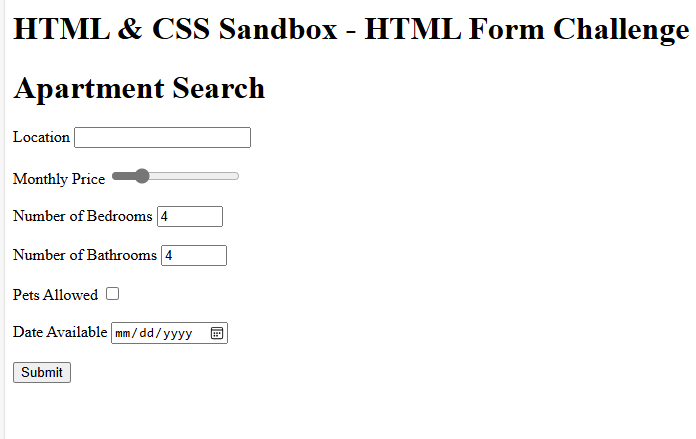 HTML & CSS Sandbox - HTML Form Challenge
Apartment Search
Location
Monthly Price
Number of Bedrooms 4
Number of Bathrooms 4
Pets Allowed
Date Available mm/dd/yyyy
Submit